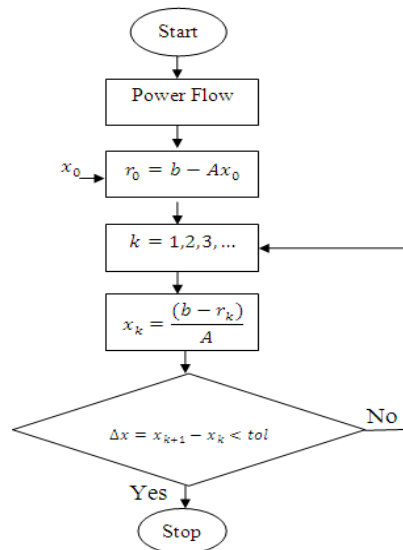 Start
Power Flow
x₀
r₀ = b − Ax₀
k = 1,2,3, …
xₖ = (b − rₖ) / A
Δx = xₖ₊₁ − xₖ < tol
No
Yes
Stop